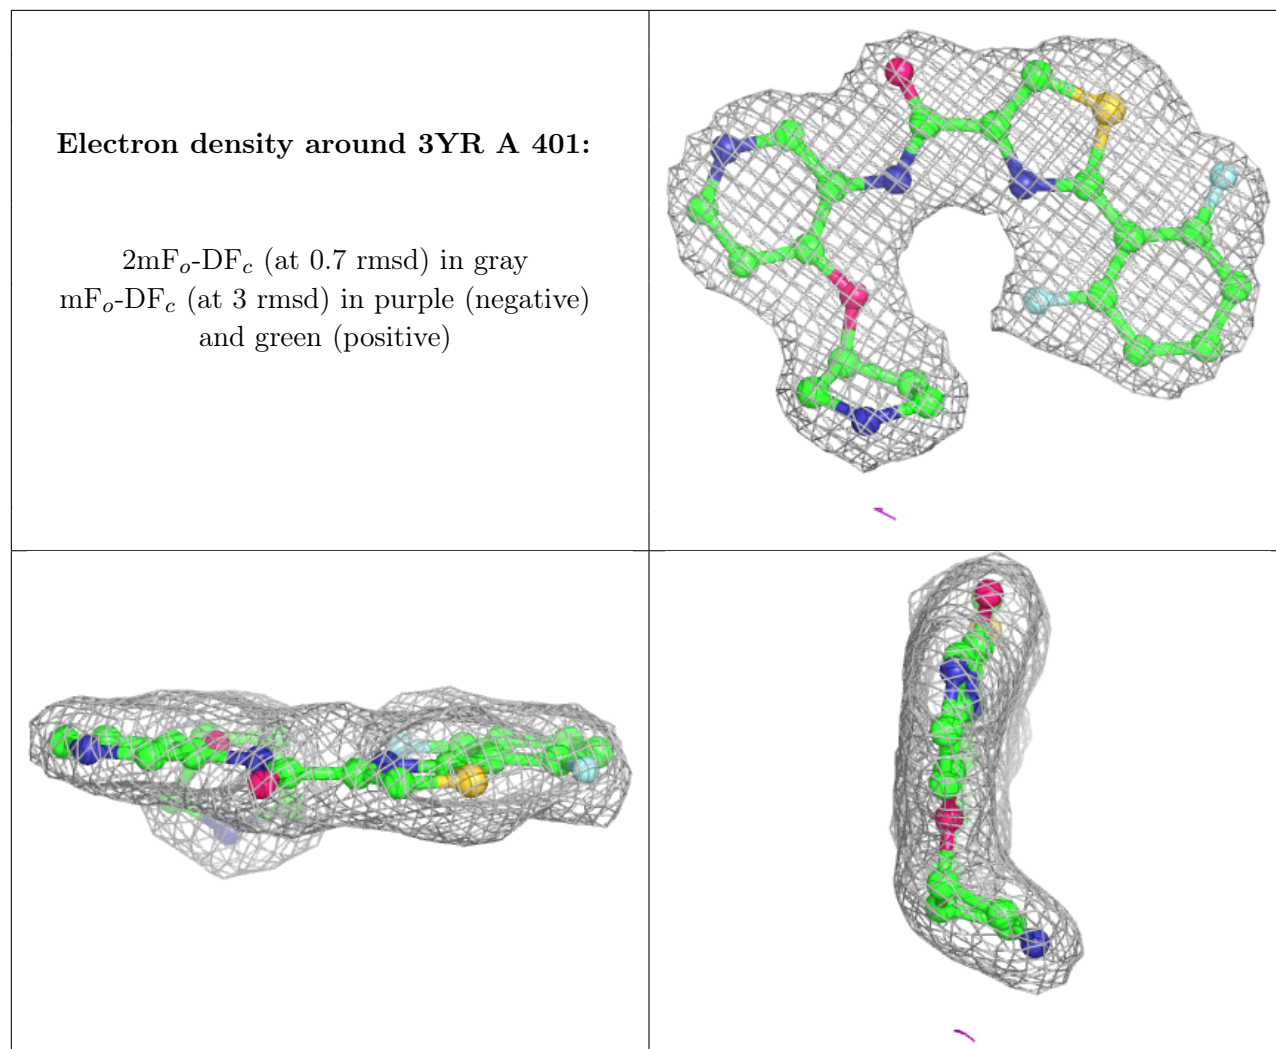 Electron density around 3YR A 401:
2mFo-DFc (at 0.7 rmsd) in gray
mFo-DFc (at 3 rmsd) in purple (negative)
and green (positive)